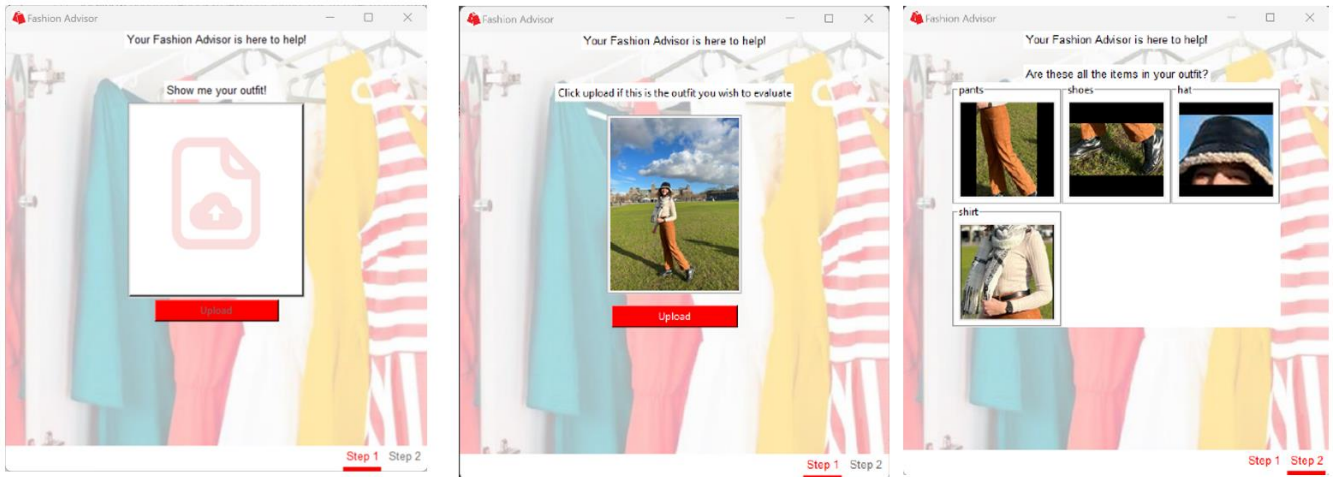 Fashion Advisor
Your Fashion Advisor is here to help!
Show me your outfit!
Upload
Step 1 Step 2
Fashion Advisor
Your Fashion Advisor is here to help!
Click upload if this is the outfit you wish to evaluate
Upload
Step 1 Step 2
Fashion Advisor
Your Fashion Advisor is here to help!
Are these all the items in your outfit?
pants shoes hat
shirt
Step 1 Step 2